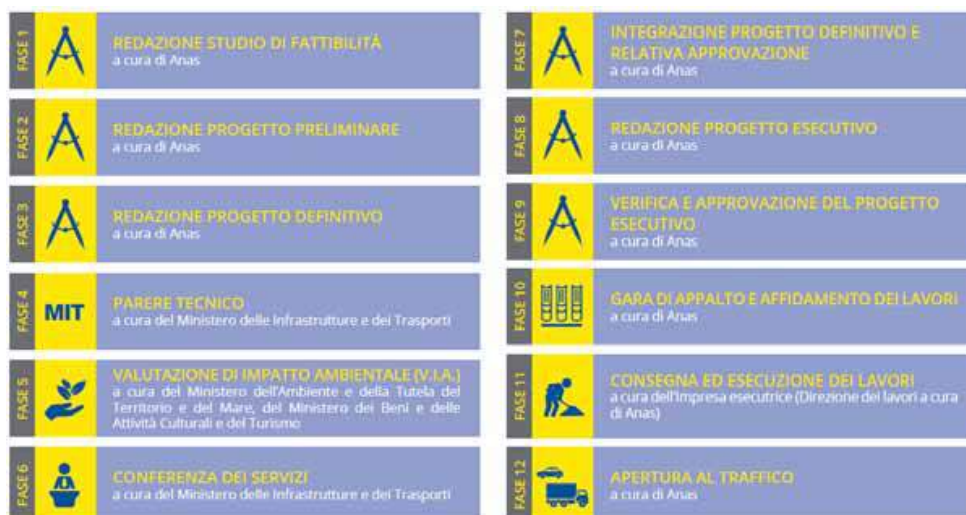 FASE 1
REDAZIONE STUDIO DI FATTIBILITÀ
a cura di Anas
FASE 2
REDAZIONE PROGETTO PRELIMINARE
a cura di Anas
FASE 3
REDAZIONE PROGETTO DEFINITIVO
a cura di Anas
FASE 4
MIT
PARERE TECNICO
a cura del Ministero delle Infrastrutture e dei Trasporti
FASE 5
VALUTAZIONE DI IMPATTO AMBIENTALE (V.I.A.)
a cura del Ministero dell'Ambiente e della Tutela del
Territorio e del Mare, del Ministero dei Beni e delle
Attività Culturali e del Turismo
FASE 6
CONFERENZA DEI SERVIZI
a cura del Ministero delle Infrastrutture e dei Trasporti
FASE 7
INTEGRAZIONE PROGETTO DEFINITIVO E
RELATIVA APPROVAZIONE
a cura di Anas
FASE 8
REDAZIONE PROGETTO ESECUTIVO
a cura di Anas
FASE 9
VERIFICA E APPROVAZIONE DEL PROGETTO
ESECUTIVO
a cura di Anas
FASE 10
GARA DI APPALTO E AFFIDAMENTO DEI LAVORI
a cura di Anas
FASE 11
CONSEGNA ED ESECUZIONE DEI LAVORI
a cura dell'Impresa esecutrice (Direzione dei lavori a cura
di Anas)
FASE 12
APERTURA AL TRAFFICO
a cura di Anas